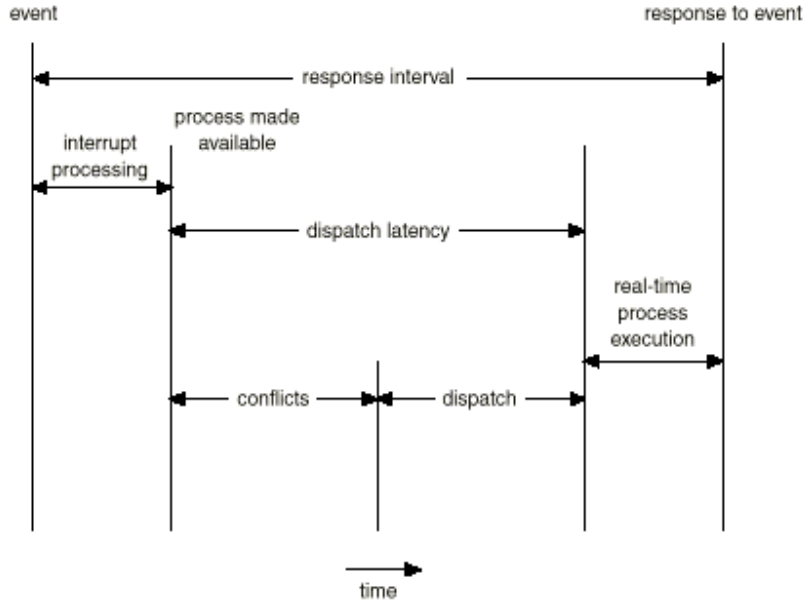 event
response to event
response interval
process made
available
interrupt
processing
dispatch latency
real-time
process
execution
conflicts
dispatch
time